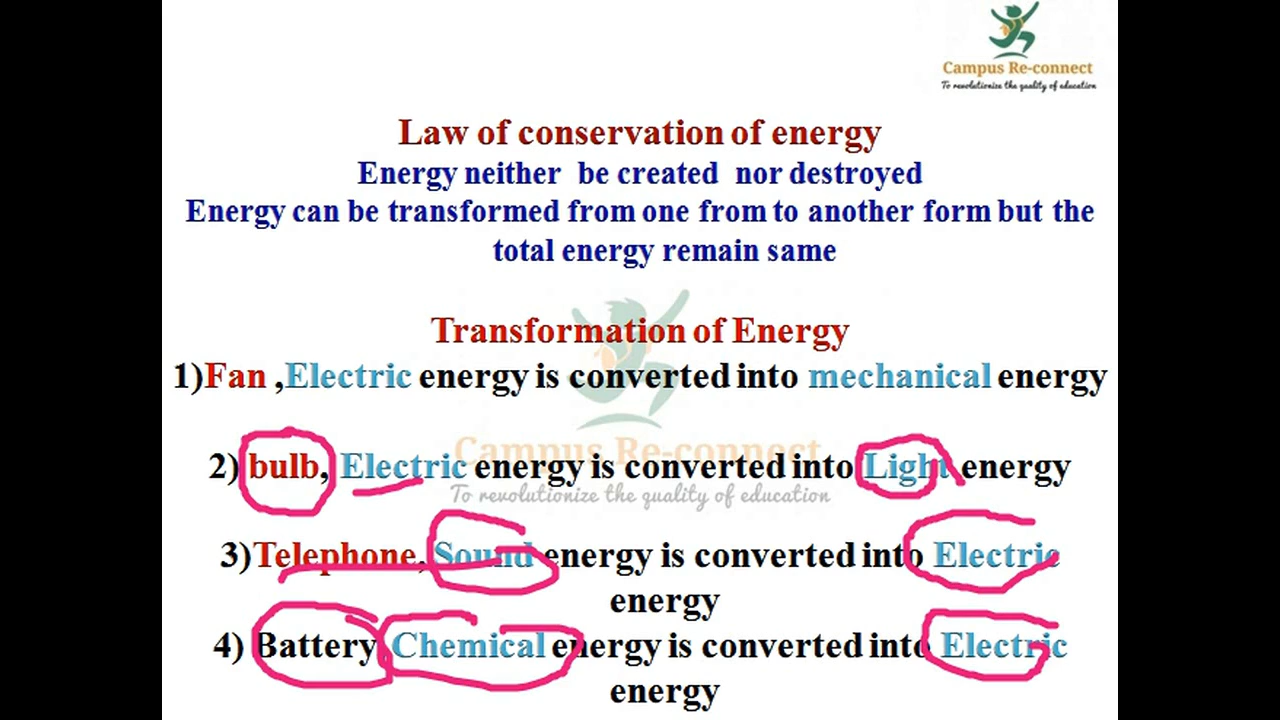 Campus Re-connect
To revolutionize the quality of education
Law of conservation of energy
Energy neither be created nor destroyed
Energy can be transformed from one from to another form but the
total energy remain same
Transformation of Energy
1)Fan ,Electric energy is converted into mechanical energy
Campus Re-connect
2) bulb, Electric energy is converted into Light energy
To revolutionize the quality of education
3)Telephone, Sound energy is converted into Electric
energy
4) Battery Chemical energy is converted into Electric
energy